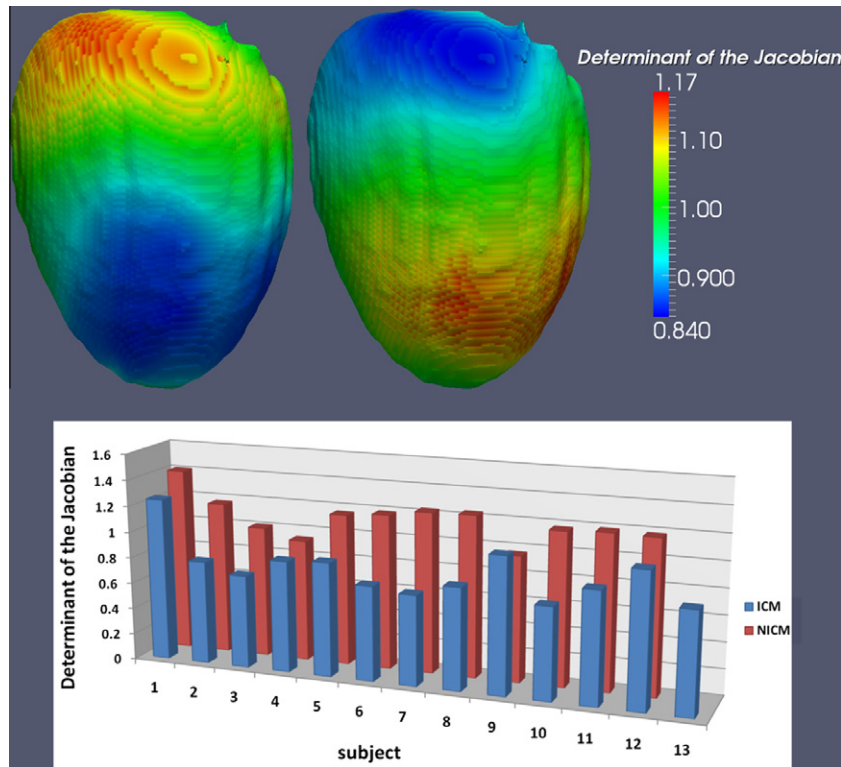 Determinant of the Jacobian
1.17
1.10
1.00
0.900
0.840
Determinant of the Jacobian
1.6
1.4
1.2
1
0.8
0.6
0.4
0.2
0
1 2 3 4 5 6 7 8 9 10 11 12 13
subject
ICM
NICM